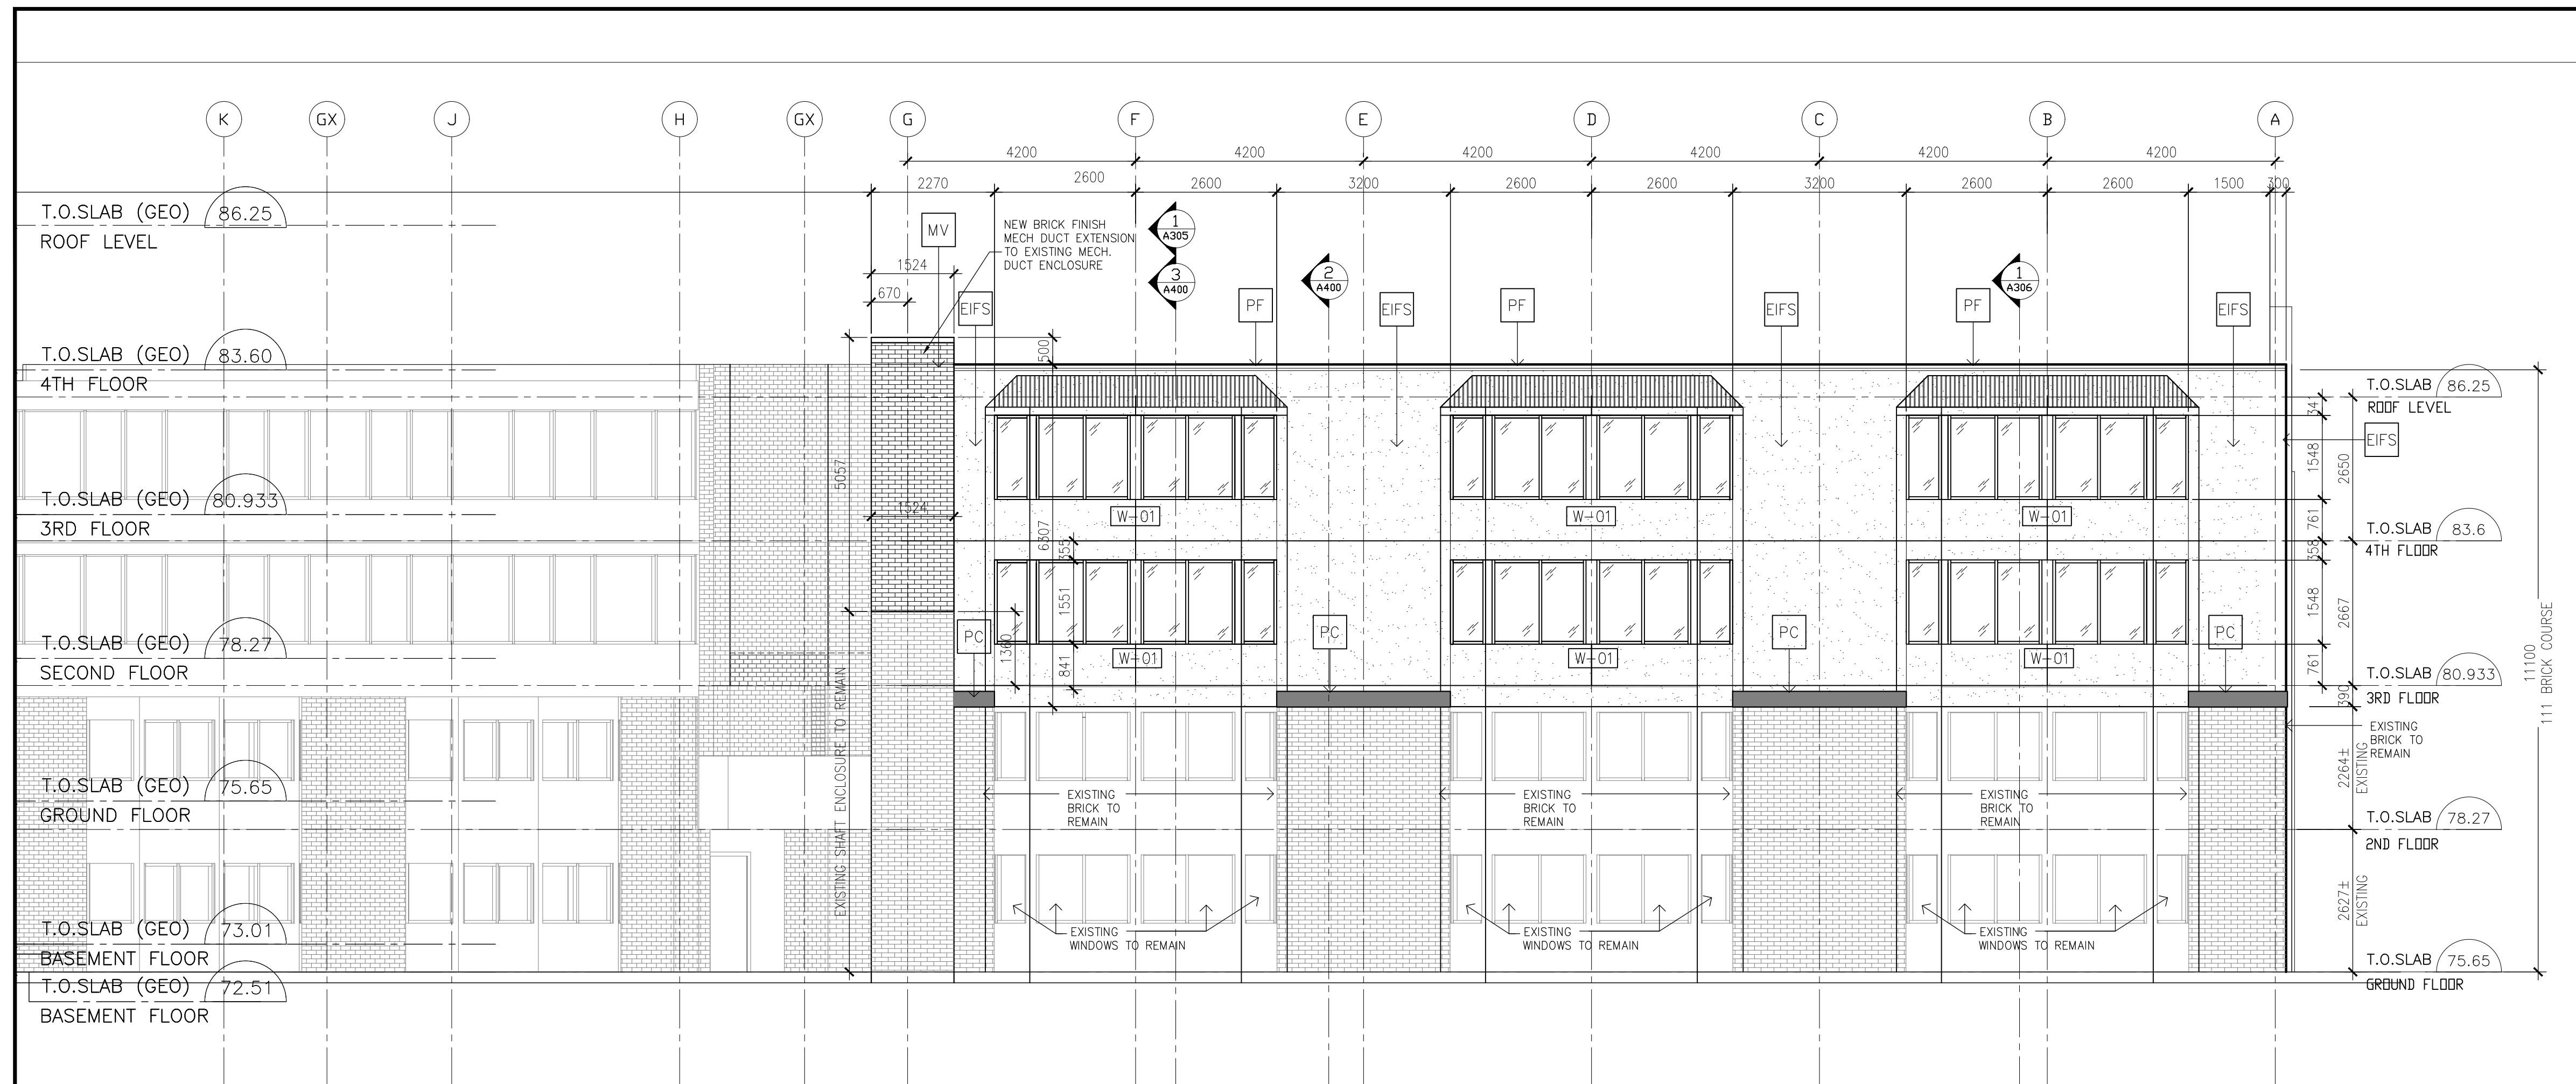 K GX J H GX G F E D C B A
4200 4200 4200 4200 4200 4200
2270 2600 2600 3200 2600 2600 3200 2600 2600 1500 300
T.O.SLAB (GEO) 86.25
ROOF LEVEL
MV
NEW BRICK FINISH
MECH DUCT EXTENSION
TO EXISTING MECH.
DUCT ENCLOSURE
1
A305
3
A400
2
A400
1
A306
1524
670
EIFS PF EIFS PF EIFS PF EIFS
T.O.SLAB (GEO) 83.60
4TH FLOOR
500
T.O.SLAB 86.25
ROOF LEVEL
EIFS
341
1548
2650
5057
T.O.SLAB (GEO) 80.933
3RD FLOOR
1524
W-01 W-01 W-01
761
T.O.SLAB 83.6
4TH FLOOR
6307
355
358
1551
1548
2667
T.O.SLAB (GEO) 78.27
SECOND FLOOR
PC PC PC PC
1360
841
W-01 W-01 W-01
761
T.O.SLAB 80.933
3RD FLOOR
390
11100
111 BRICK COURSE
EXISTING
BRICK TO
REMAIN
2264±
EXISTING
T.O.SLAB (GEO) 75.65
GROUND FLOOR
EXISTING SHAFT ENCLOSURE TO REMAIN
EXISTING
BRICK TO
REMAIN
EXISTING
BRICK TO
REMAIN
EXISTING
BRICK TO
REMAIN
T.O.SLAB 78.27
2ND FLOOR
2627±
EXISTING
T.O.SLAB (GEO) 73.01
BASEMENT FLOOR
EXISTING
WINDOWS TO REMAIN
EXISTING
WINDOWS TO REMAIN
EXISTING
WINDOWS TO REMAIN
T.O.SLAB 75.65
GROUND FLOOR
T.O.SLAB (GEO) 72.51
BASEMENT FLOOR